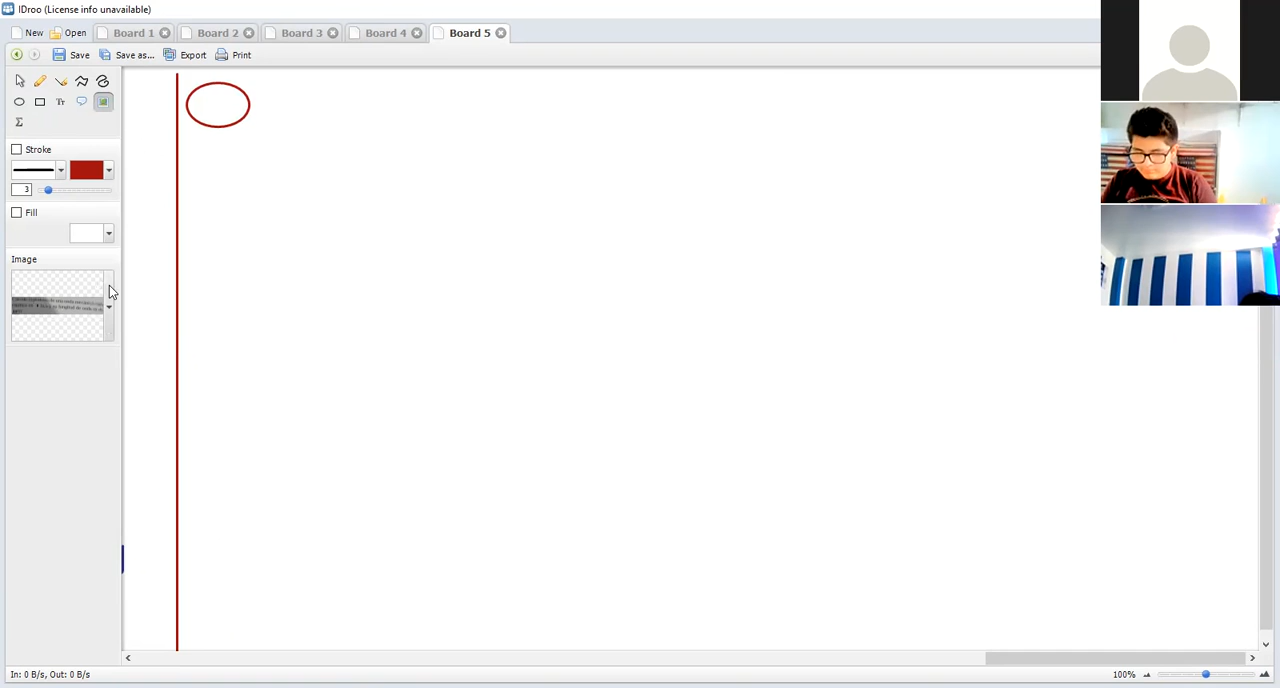 IDroo (License info unavailable)
New Open Board 1 Board 2 Board 3 Board 4 Board 5
Save Save as... Export Print
Tr
Σ
Stroke
3
Fill
Image
In: 0 B/s, Out: 0 B/s
100%